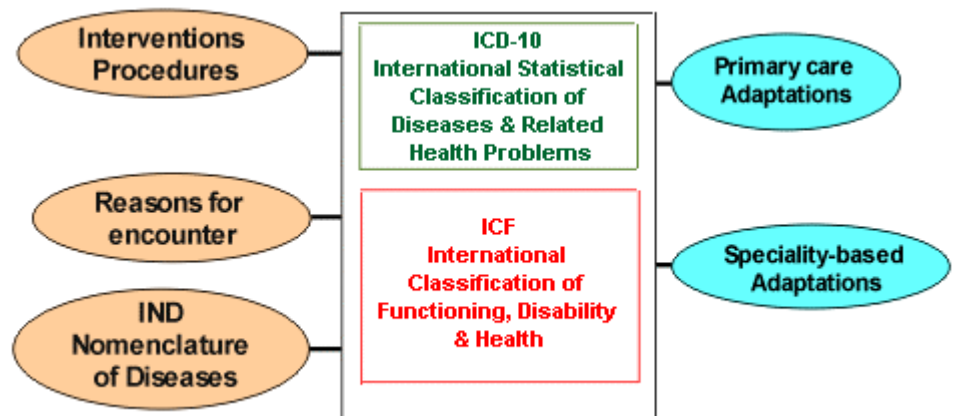 Interventions
Procedures
Reasons for
encounter
IND
Nomenclature
of Diseases
ICD-10
International Statistical
Classification of
Diseases & Related
Health Problems
ICF
International
Classification of
Functioning, Disability
& Health
Primary care
Adaptations
Speciality-based
Adaptations